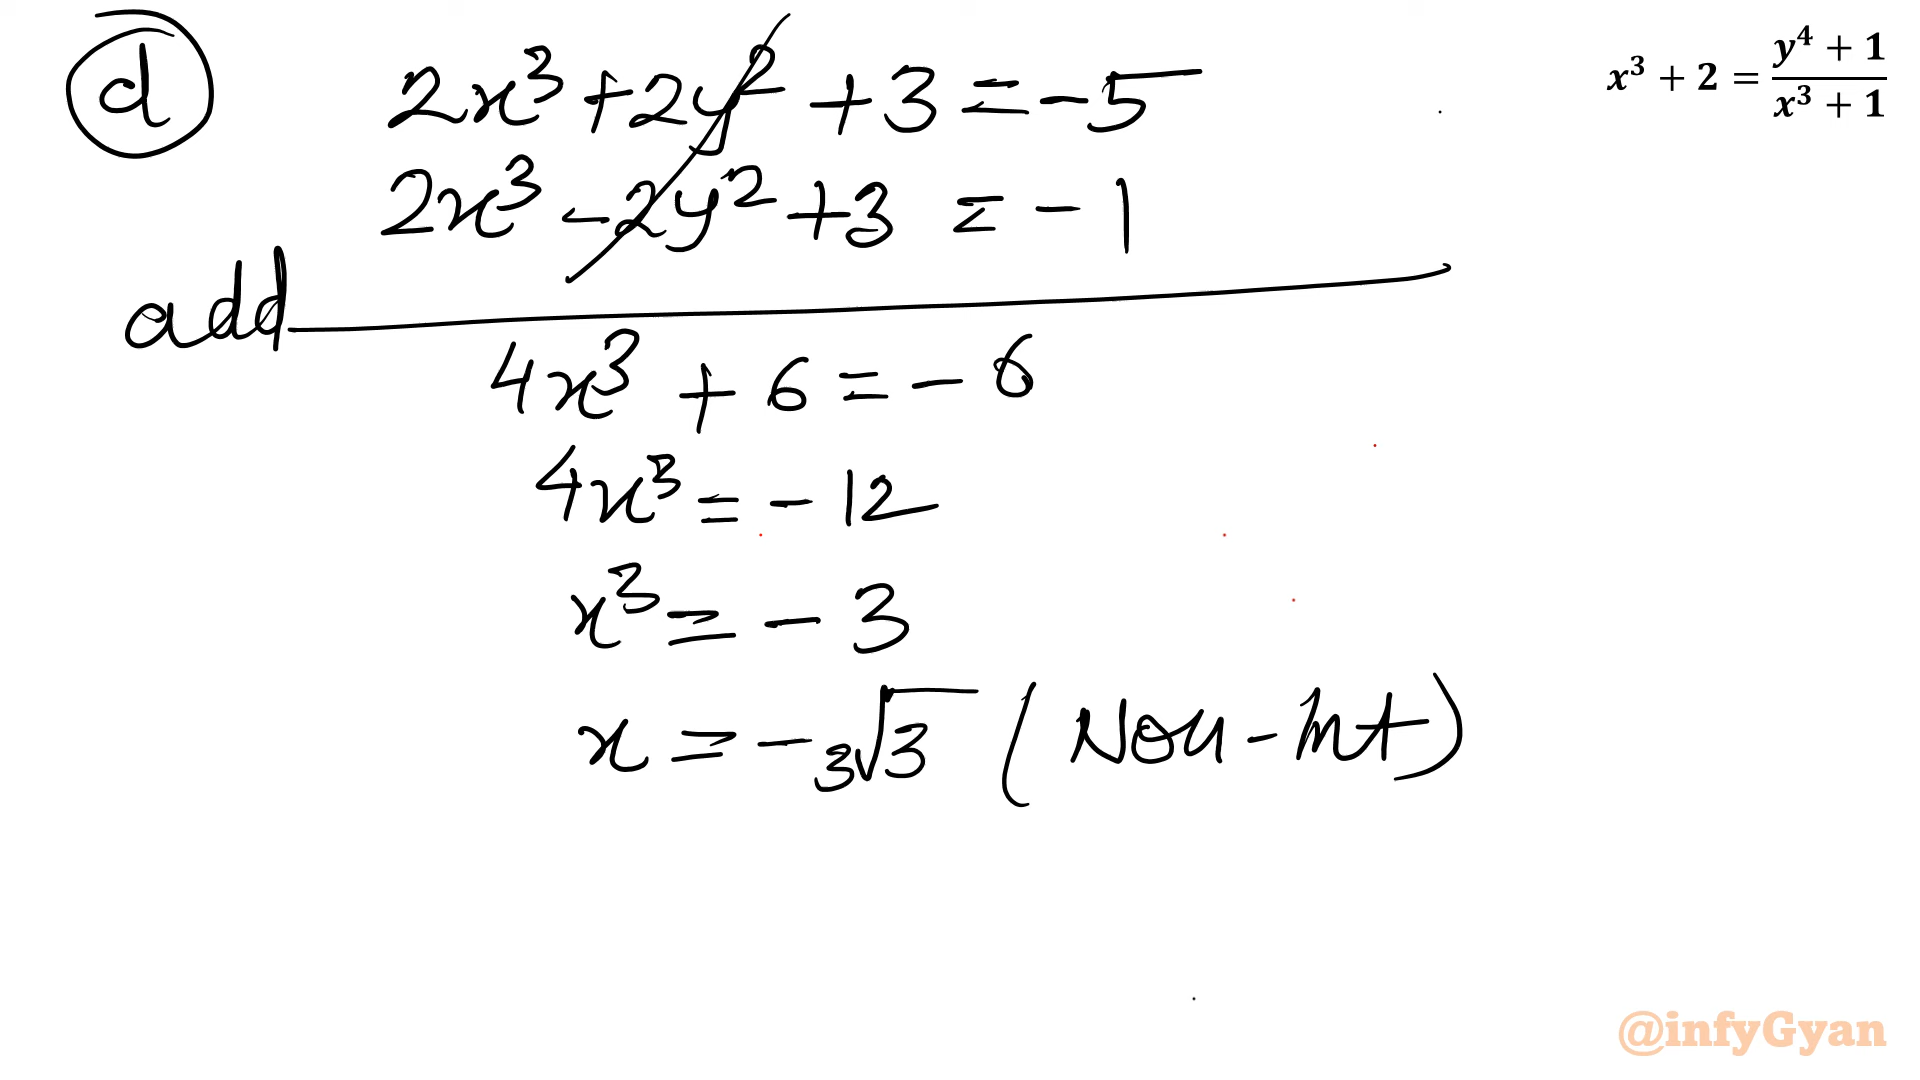 d
2x³ + 2y² + 3 = -5
2x³ - 2y² + 3 = -1
add
4x³ + 6 = -6
4x³ = -12
x³ = -3
x = -³√3 (Non-Int)
x³ + 2 = (y⁴ + 1)/(x³ + 1)
@infyGyan